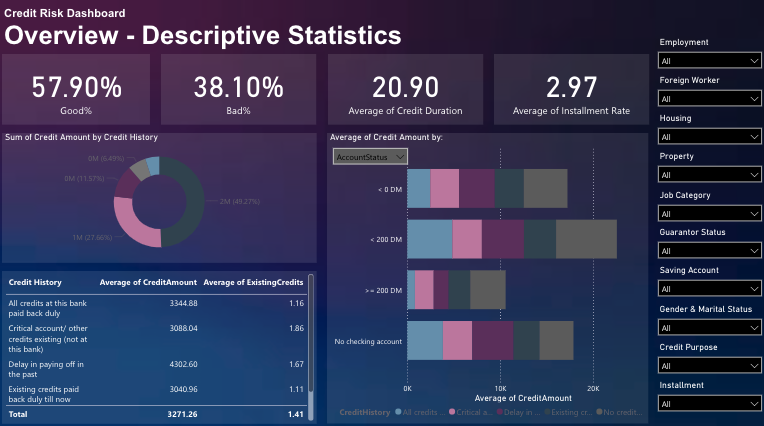 Credit Risk Dashboard
Overview - Descriptive Statistics
57.90%
Good%
38.10%
Bad%
20.90
Average of Credit Duration
2.97
Average of Installment Rate
Sum of Credit Amount by Credit History
0M (6.49%)
0M (11.57%)
1M (27.66%)
2M (49.27%)
Credit History Average of CreditAmount Average of ExistingCredits
All credits at this bank
paid back duly
3344.88 1.16
Critical account/ other
credits existing (not at
this bank)
3088.04 1.86
Delay in paying off in
the past
4302.60 1.67
Existing credits paid
back duly till now
3040.96 1.11
Total 3271.26 1.41
Average of Credit Amount by:
AccountStatus
< 0 DM
< 200 DM
>= 200 DM
No checking account
0K 10K 20K
Average of CreditAmount
CreditHistory All credits ... Critical a... Delay in ... Existing cr... No credit...
Employment
All
Foreign Worker
All
Housing
All
Property
All
Job Category
All
Guarantor Status
All
Saving Account
All
Gender & Marital Status
All
Credit Purpose
All
Installment
All